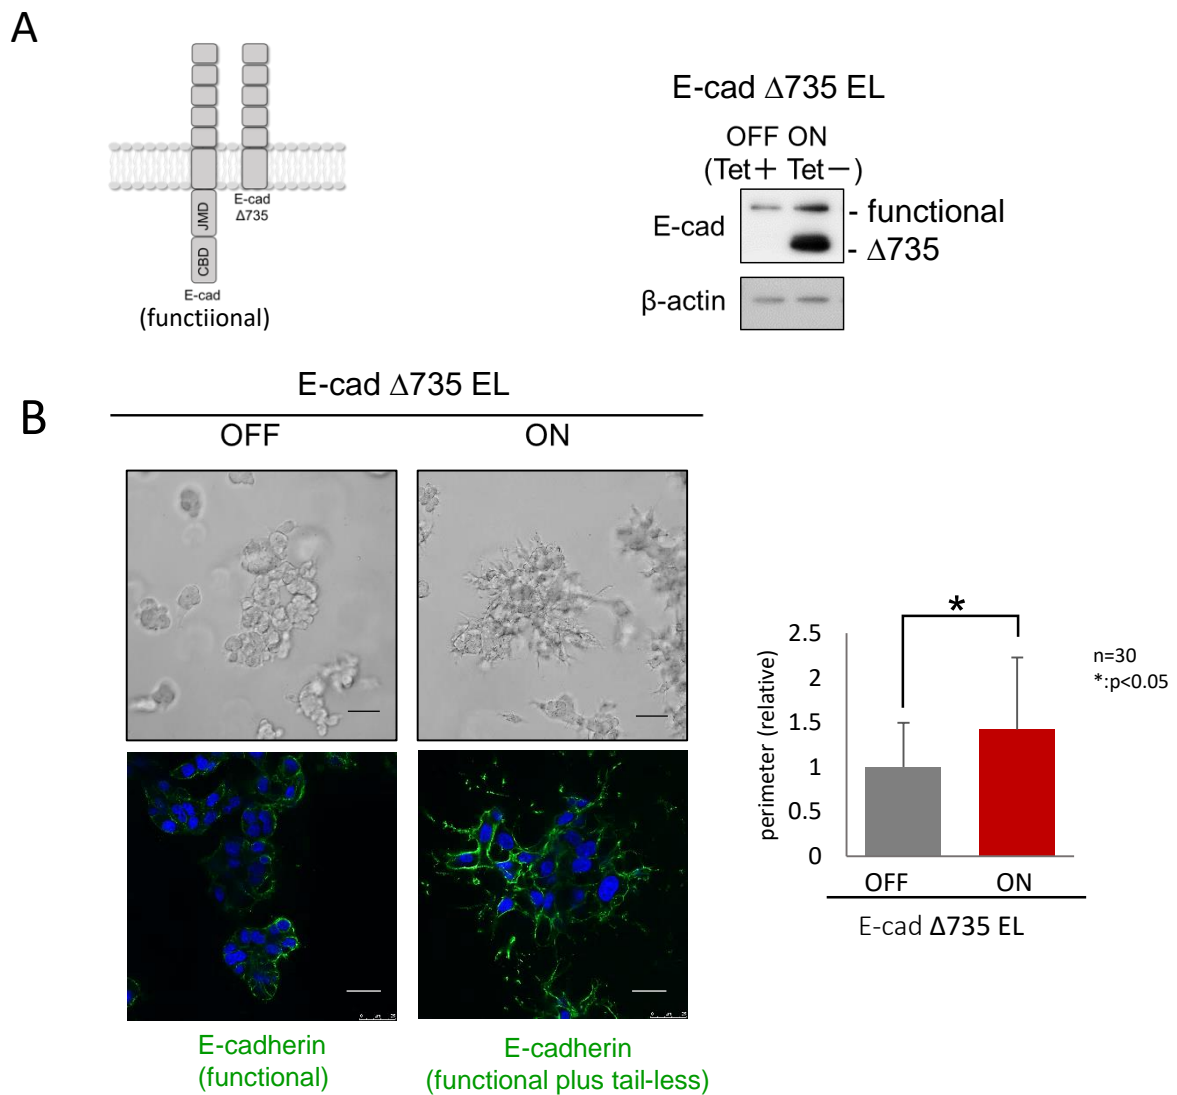 A
JMD
CBD
E-cad
Δ735
E-cad
(functiional)
E-cad Δ735 EL
OFF ON
(Tet+ Tet−)
E-cad
- functional
- Δ735
β-actin
B
E-cad Δ735 EL
OFF
ON
E-cadherin
(functional)
E-cadherin
(functional plus tail-less)
perimeter (relative)
2.5
2
1.5
1
0.5
0
*
n=30
*:p<0.05
OFF
ON
E-cad Δ735 EL